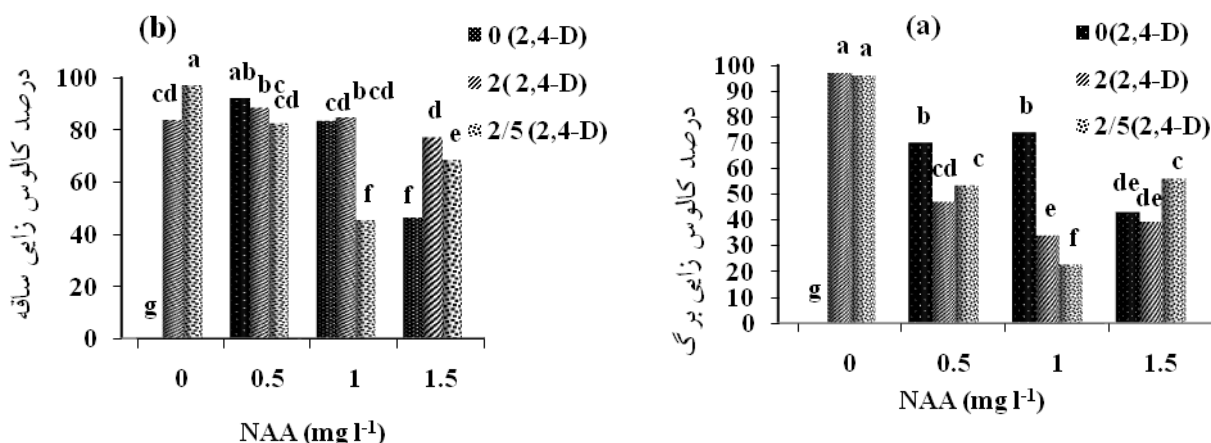 (b)
0 (2,4-D)
2( 2,4-D)
2/5 (2,4-D)
درصد کالوس زایی ساقه
100
80
60
40
20
0
g cd a
ab bc cd
cd bcd f
f d e
0 0.5 1 1.5
NAA (mg l-1)
(a)
0(2,4-D)
2(2,4-D)
2/5(2,4-D)
درصد کالوس زایی برگ
100
90
80
70
60
50
40
30
20
10
0
g a a
b cd c
b e f
de de c
0 0.5 1 1.5
NAA (mg l-1)